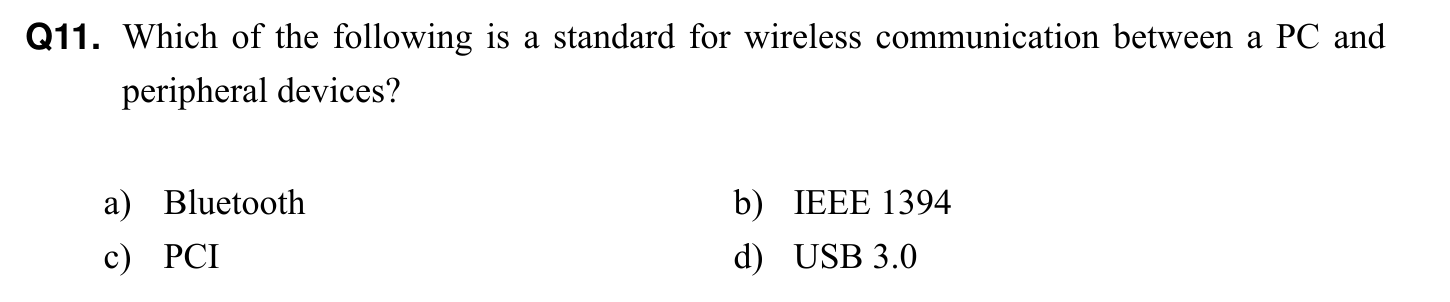 Q11. Which of the following is a standard for wireless communication between a PC and
peripheral devices?
a) Bluetooth b) IEEE 1394
c) PCI d) USB 3.0